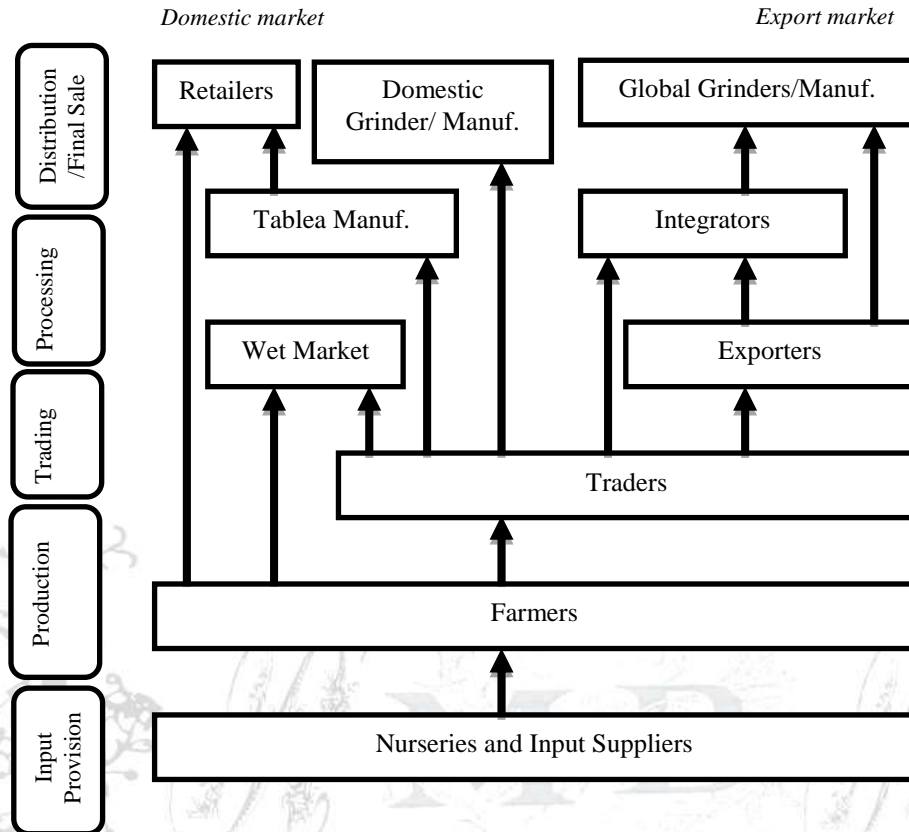 Domestic market
Export market
Distribution
/Final Sale
Retailers
Domestic
Grinder/ Manuf.
Global Grinders/Manuf.
Processing
Tablea Manuf.
Integrators
Wet Market
Exporters
Trading
Traders
Production
Farmers
Input
Provision
Nurseries and Input Suppliers